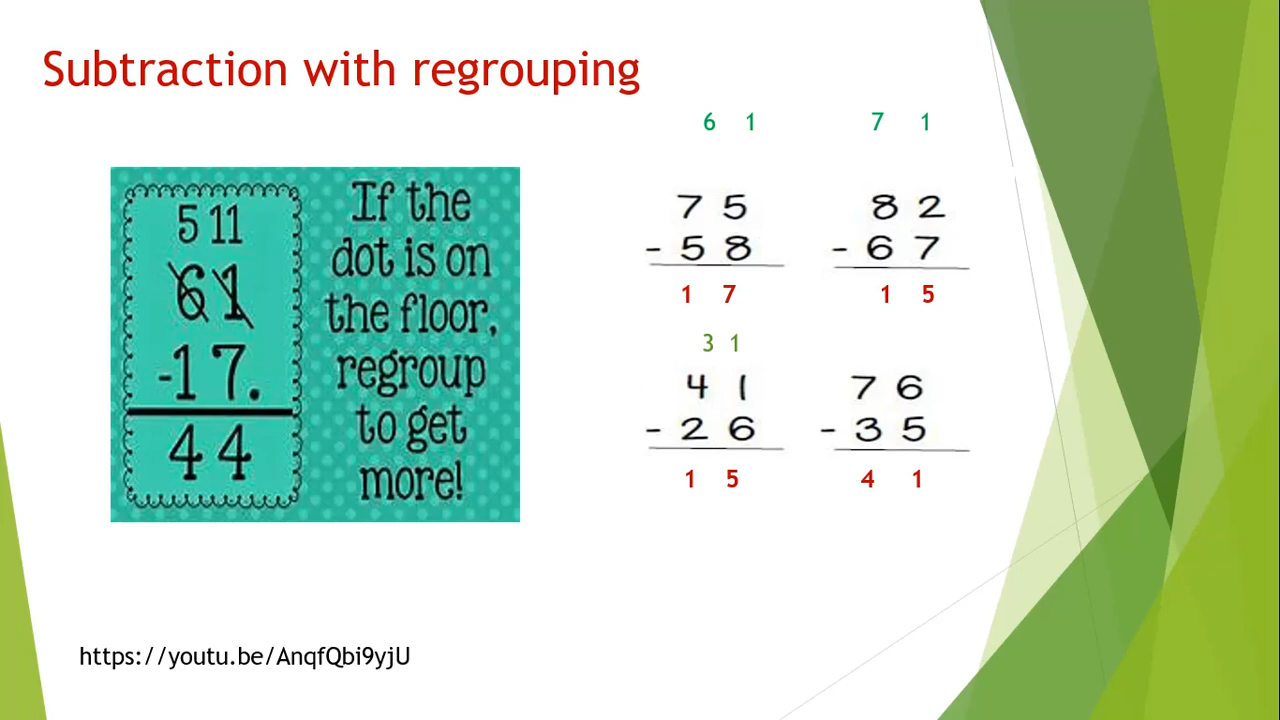 Subtraction with regrouping
5 11
61
-17.
44
If the
dot is on
the floor,
regroup
to get
more!
6 1
7 5
- 5 8
1 7
7 1
8 2
- 6 7
1 5
3 1
4 1
- 2 6
1 5
7 6
- 3 5
4 1
https://youtu.be/AnqfQbi9yjU